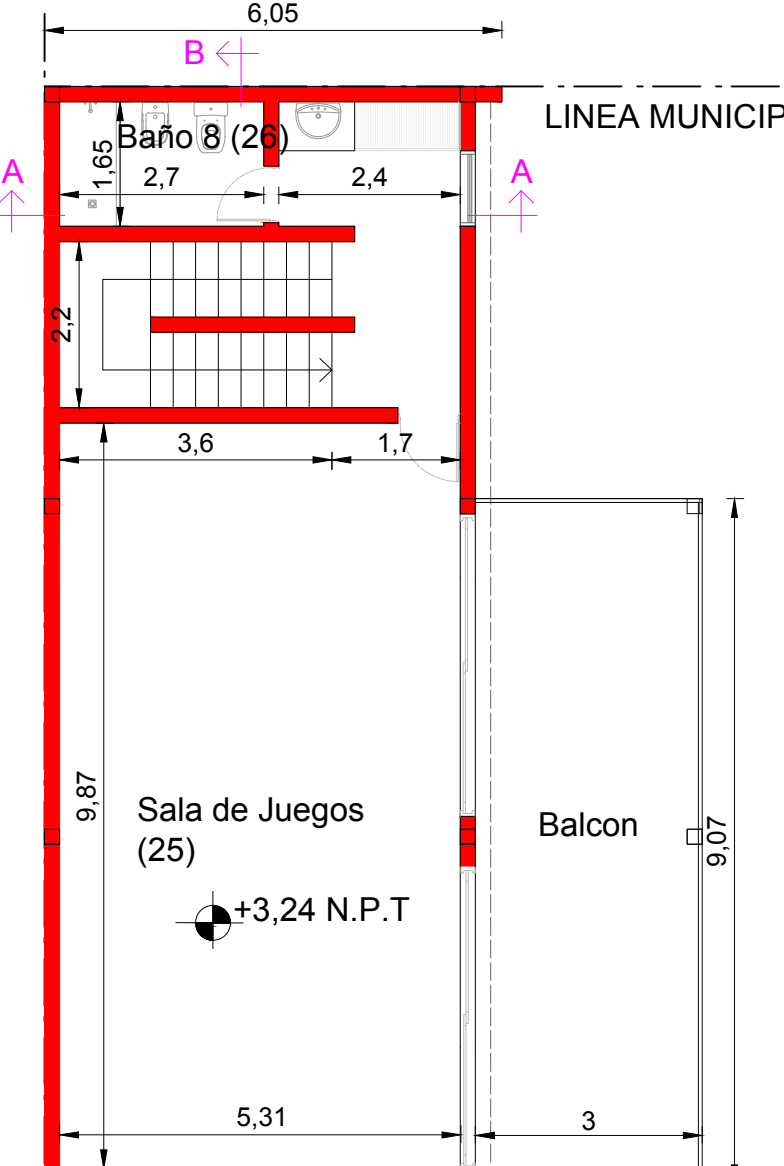 6,05
B
LINEA MUNICIP
Baño 8 (26)
A
1,65
2,7
2,4
A
2,2
3,6
1,7
9,87
Sala de Juegos
(25)
Balcon
9,07
+3,24 N.P.T
5,31
3